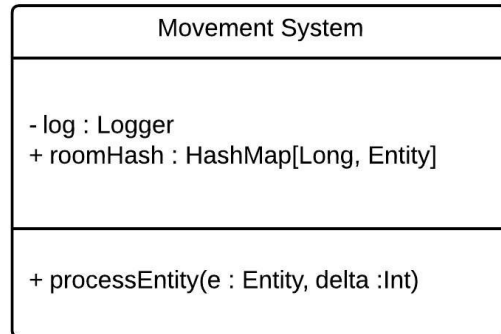 Movement System
- log : Logger
+ roomHash : HashMap[Long, Entity]
+ processEntity(e : Entity, delta :Int)